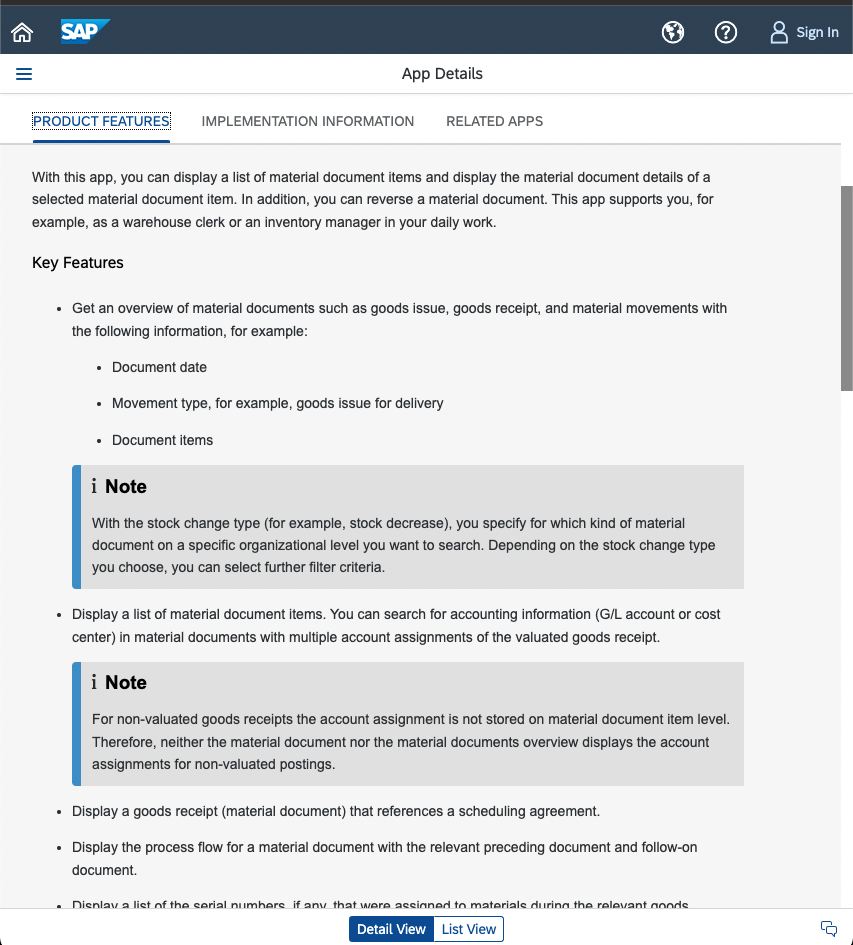 SAP
Sign In
App Details
PRODUCT FEATURES
IMPLEMENTATION INFORMATION
RELATED APPS
With this app, you can display a list of material document items and display the material document details of a
selected material document item. In addition, you can reverse a material document. This app supports you, for
example, as a warehouse clerk or an inventory manager in your daily work.
Key Features
• Get an overview of material documents such as goods issue, goods receipt, and material movements with
the following information, for example:
• Document date
• Movement type, for example, goods issue for delivery
• Document items
i Note
With the stock change type (for example, stock decrease), you specify for which kind of material
document on a specific organizational level you want to search. Depending on the stock change type
you choose, you can select further filter criteria.
• Display a list of material document items. You can search for accounting information (G/L account or cost
center) in material documents with multiple account assignments of the valuated goods receipt.
i Note
For non-valuated goods receipts the account assignment is not stored on material document item level.
Therefore, neither the material document nor the material documents overview displays the account
assignments for non-valuated postings.
• Display a goods receipt (material document) that references a scheduling agreement.
• Display the process flow for a material document with the relevant preceding document and follow-on
document.
• Display a list of the serial numbers, if any, that were assigned to materials during the relevant goods
Detail View
List View